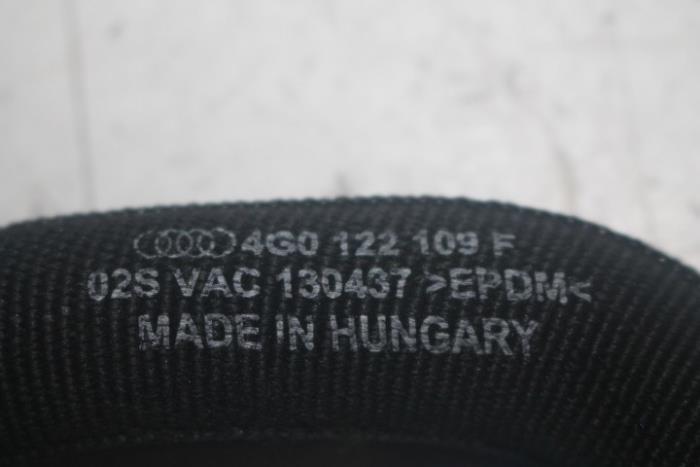 4G0 122 109 F
02S VAC 130437 >EPDM<
MADE IN HUNGARY